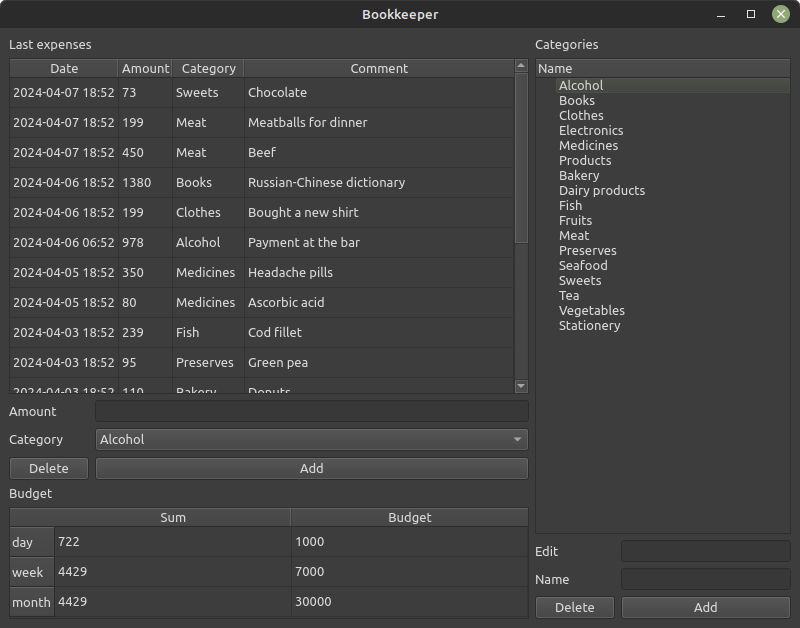 Bookkeeper
Last expenses
Date Amount Category Comment
2024-04-07 18:52 73 Sweets Chocolate
2024-04-07 18:52 199 Meat Meatballs for dinner
2024-04-07 18:52 450 Meat Beef
2024-04-06 18:52 1380 Books Russian-Chinese dictionary
2024-04-06 18:52 199 Clothes Bought a new shirt
2024-04-06 06:52 978 Alcohol Payment at the bar
2024-04-05 18:52 350 Medicines Headache pills
2024-04-05 18:52 80 Medicines Ascorbic acid
2024-04-03 18:52 239 Fish Cod fillet
2024-04-03 18:52 95 Preserves Green pea
2024-04-03 18:52 110 Bakery Donuts
Amount
Category Alcohol
Delete Add
Budget
Sum Budget
day 722 1000
week 4429 7000
month 4429 30000
Categories
Name
Alcohol
Books
Clothes
Electronics
Medicines
Products
Bakery
Dairy products
Fish
Fruits
Meat
Preserves
Seafood
Sweets
Tea
Vegetables
Stationery
Edit
Name
Delete Add